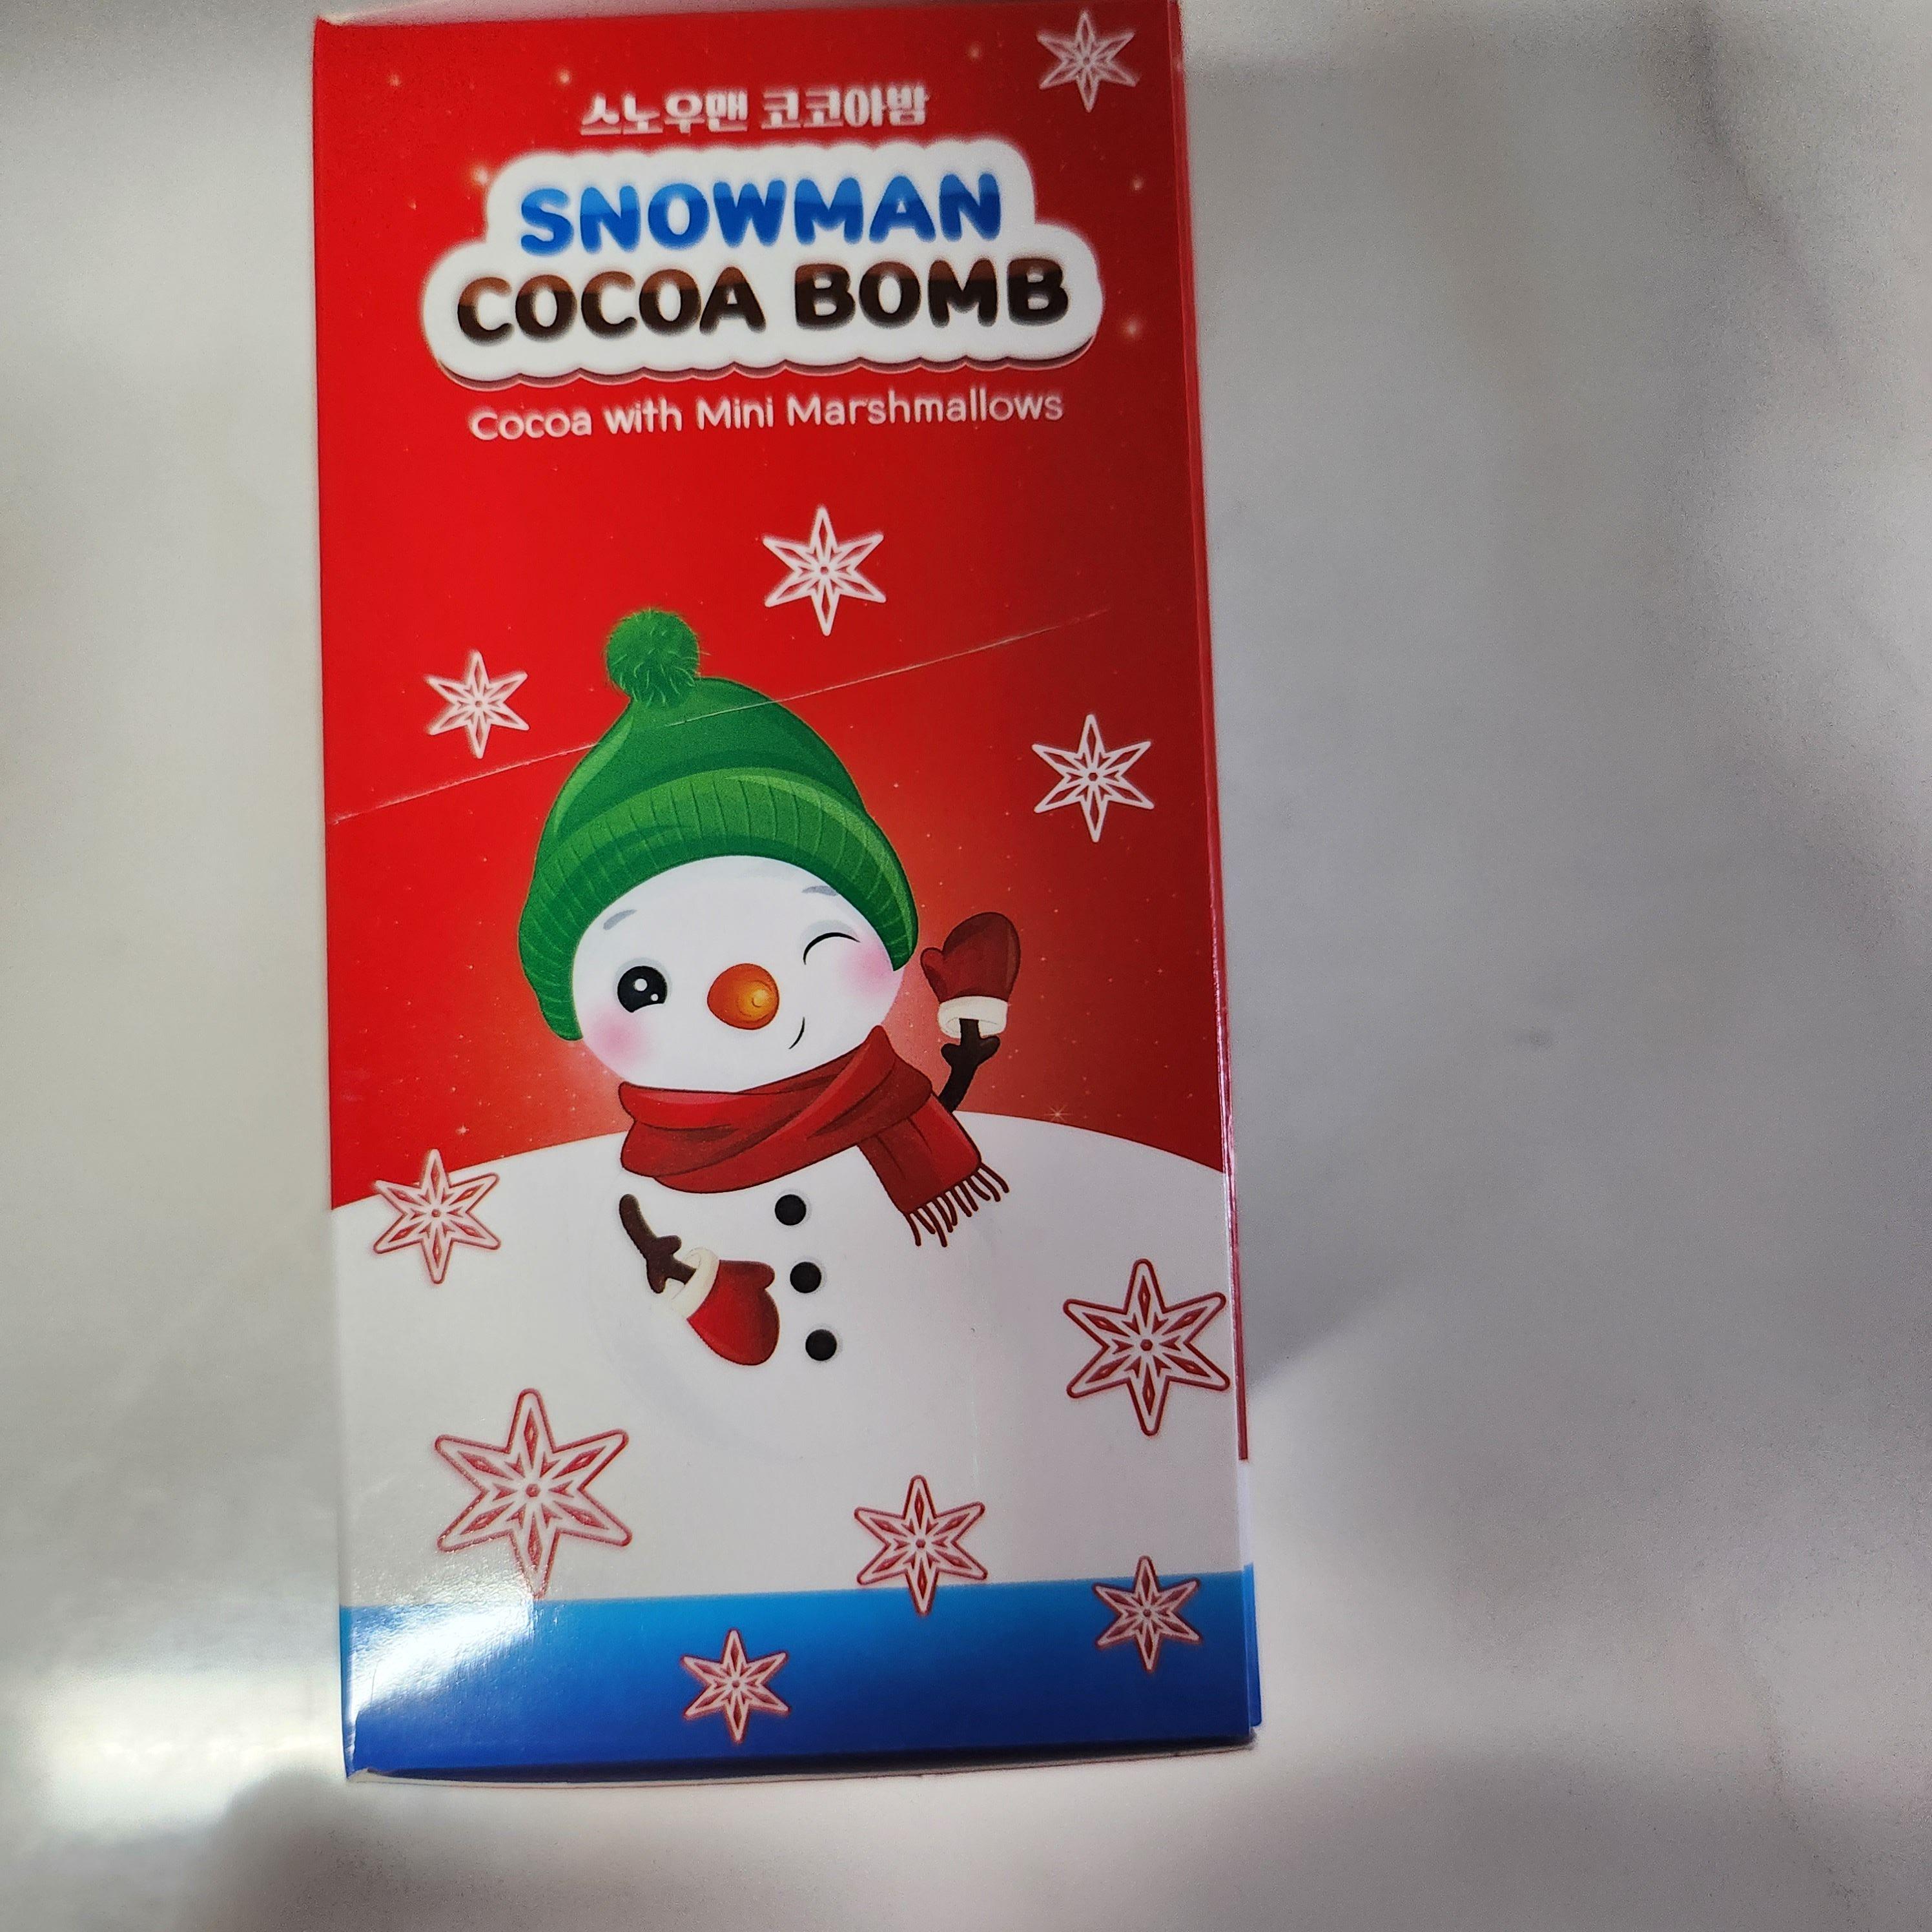 스노우맨 코코아밤
SNOWMAN
COCOA BOMB
Cocoa with Mini Marshmallows